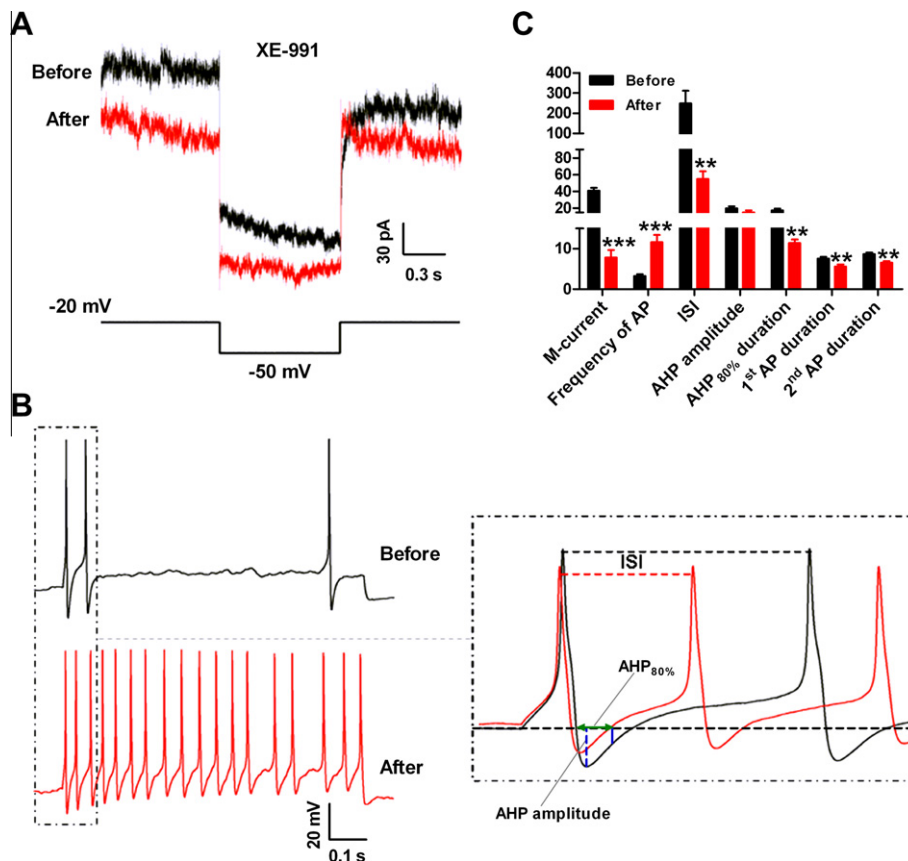 A
XE-991
Before
After
30 pA
0.3 s
-20 mV
-50 mV
C
Before
After
400
300
200
100
60
40
20
10
0
***
***
**
**
**
**
M-current
Frequency of AP
ISI
AHP amplitude
AHP 80% duration
1st AP duration
2nd AP duration
B
Before
After
20 mV
0.1 s
ISI
AHP80%
AHP amplitude